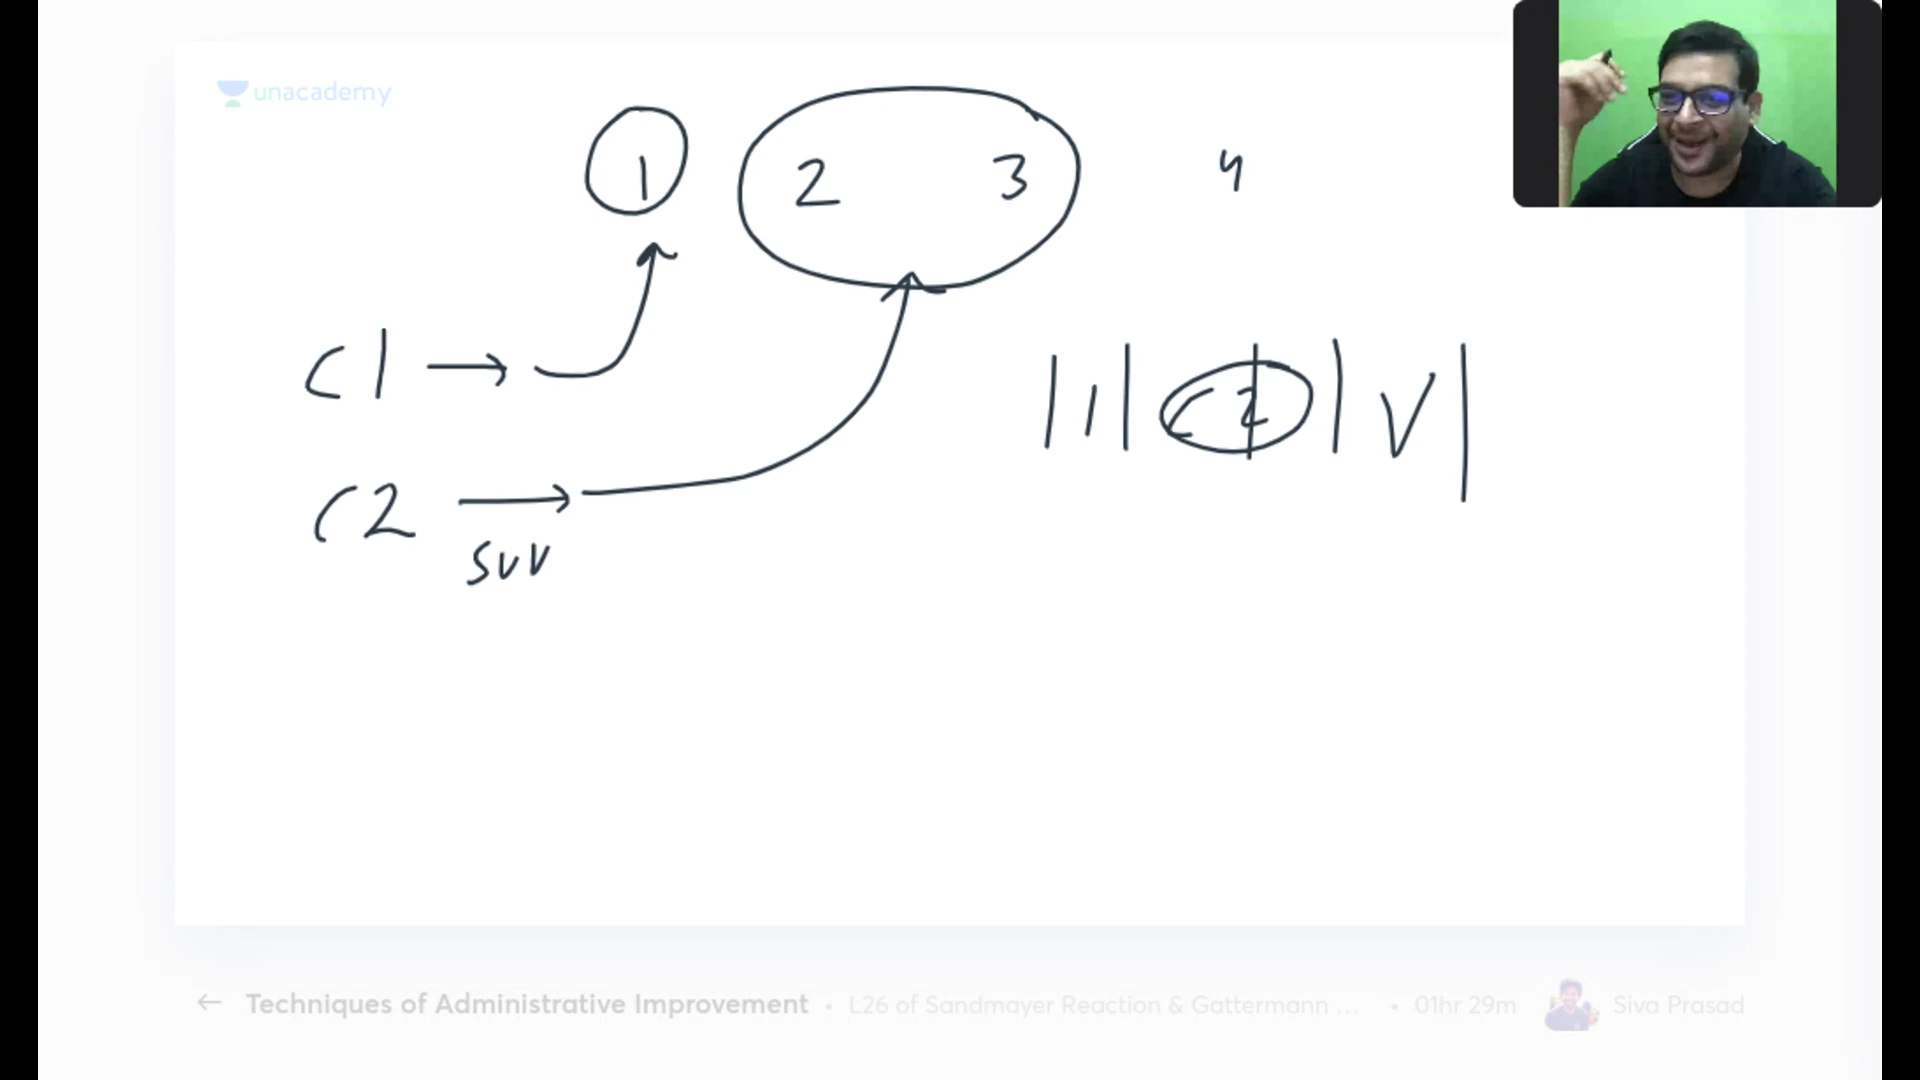 unacademy
1 2 3 4
C1 →
| 1 | C2 | | V |
C2 →
SUV
← Techniques of Administrative Improvement • L26 of Sandmayer Reaction & Gattermann ... • 01hr 29m Siva Prasad